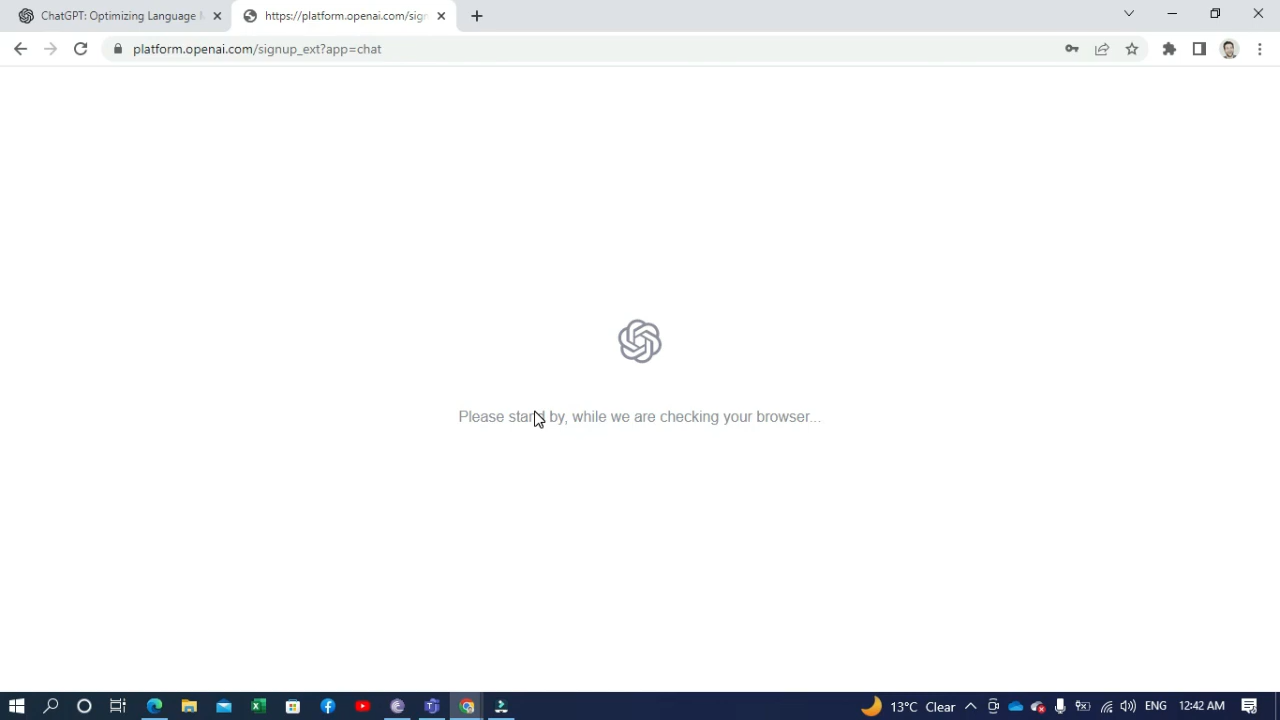 ChatGPT: Optimizing Language
https://platform.openai.com/sig
platform.openai.com/signup_ext?app=chat
Please stand by, while we are checking your browser...
13°C Clear
ENG
12:42 AM